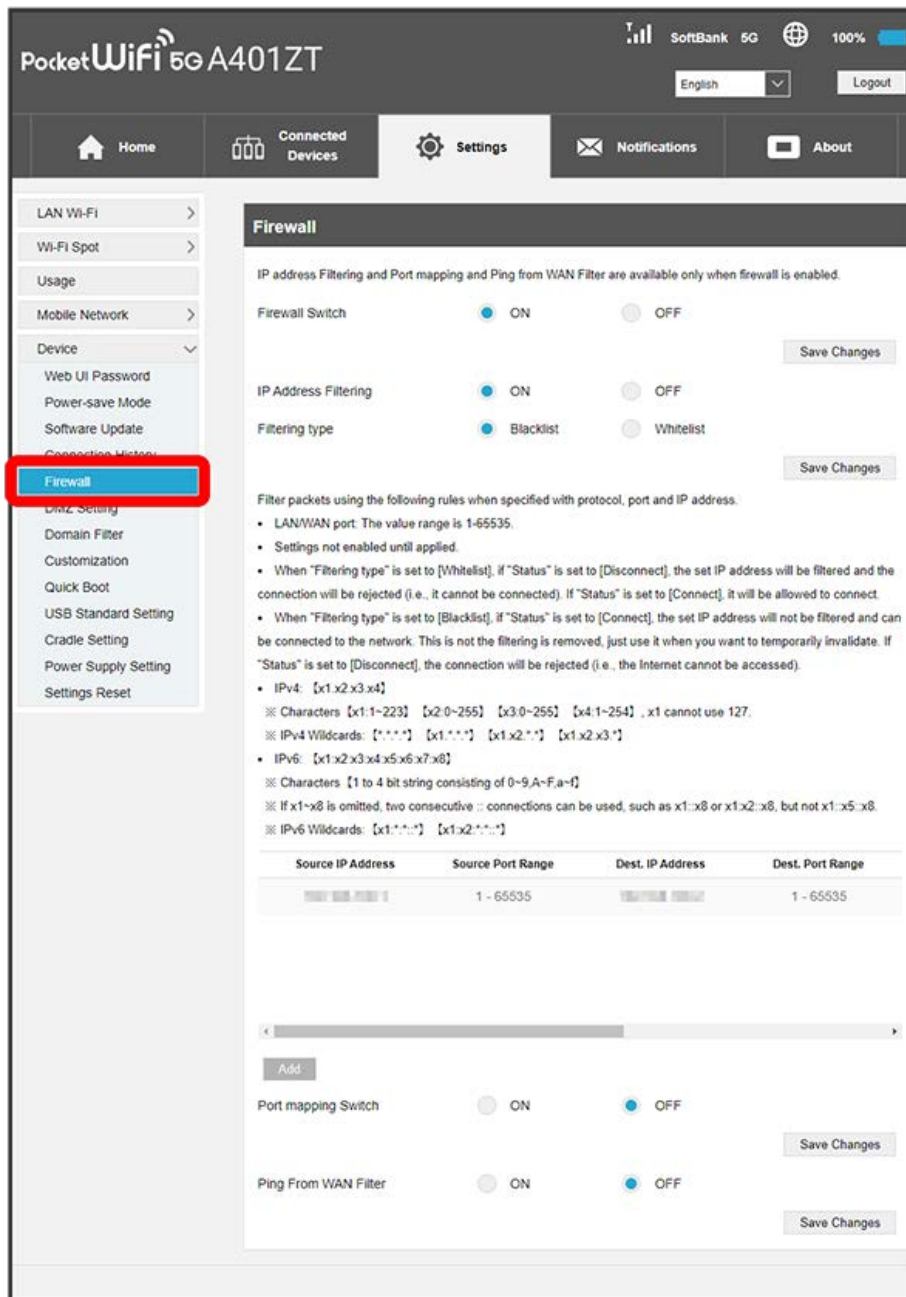 PocketWiFi 5G A401ZT
SoftBank 5G 100%
English
Logout
Home
Connected
Devices
Settings
Notifications
About
LAN Wi-Fi
Wi-Fi Spot
Usage
Mobile Network
Device
Web UI Password
Power-save Mode
Software Update
Connection History
Firewall
DMZ Setting
Domain Filter
Customization
Quick Boot
USB Standard Setting
Cradle Setting
Power Supply Setting
Settings Reset
Firewall
IP address Filtering and Port mapping and Ping from WAN Filter are available only when firewall is enabled.
Firewall Switch ON OFF
Save Changes
IP Address Filtering ON OFF
Filtering type Blacklist Whitelist
Save Changes
Filter packets using the following rules when specified with protocol, port and IP address.
• LAN/WAN port: The value range is 1-65535.
• Settings not enabled until applied.
• When "Filtering type" is set to [Whitelist], if "Status" is set to [Disconnect], the set IP address will be filtered and the
connection will be rejected (i.e., it cannot be connected). If "Status" is set to [Connect], it will be allowed to connect.
• When "Filtering type" is set to [Blacklist], if "Status" is set to [Connect], the set IP address will not be filtered and can
be connected to the network. This is not the filtering is removed, just use it when you want to temporarily invalidate. If
"Status" is set to [Disconnect], the connection will be rejected (i.e., the Internet cannot be accessed).
• IPv4: 【x1.x2.x3.x4】
※ Characters【x1:1~223】【x2:0~255】【x3:0~255】【x4:1~254】, x1 cannot use 127.
※ IPv4 Wildcards:【*.*.*.*】【x1.*.*.*】【x1.x2.*.*】【x1.x2.x3.*】
• IPv6: 【x1:x2:x3:x4:x5:x6:x7:x8】
※ Characters【1 to 4 bit string consisting of 0~9,A~F,a~f】
※ If x1~x8 is omitted, two consecutive :: connections can be used, such as x1::x8 or x1:x2::x8, but not x1::x5::x8.
※ IPv6 Wildcards:【x1:*:*::*】【x1:x2:*:*::*】
Source IP Address Source Port Range Dest. IP Address Dest. Port Range
1 - 65535 1 - 65535
Add
Port mapping Switch ON OFF
Save Changes
Ping From WAN Filter ON OFF
Save Changes